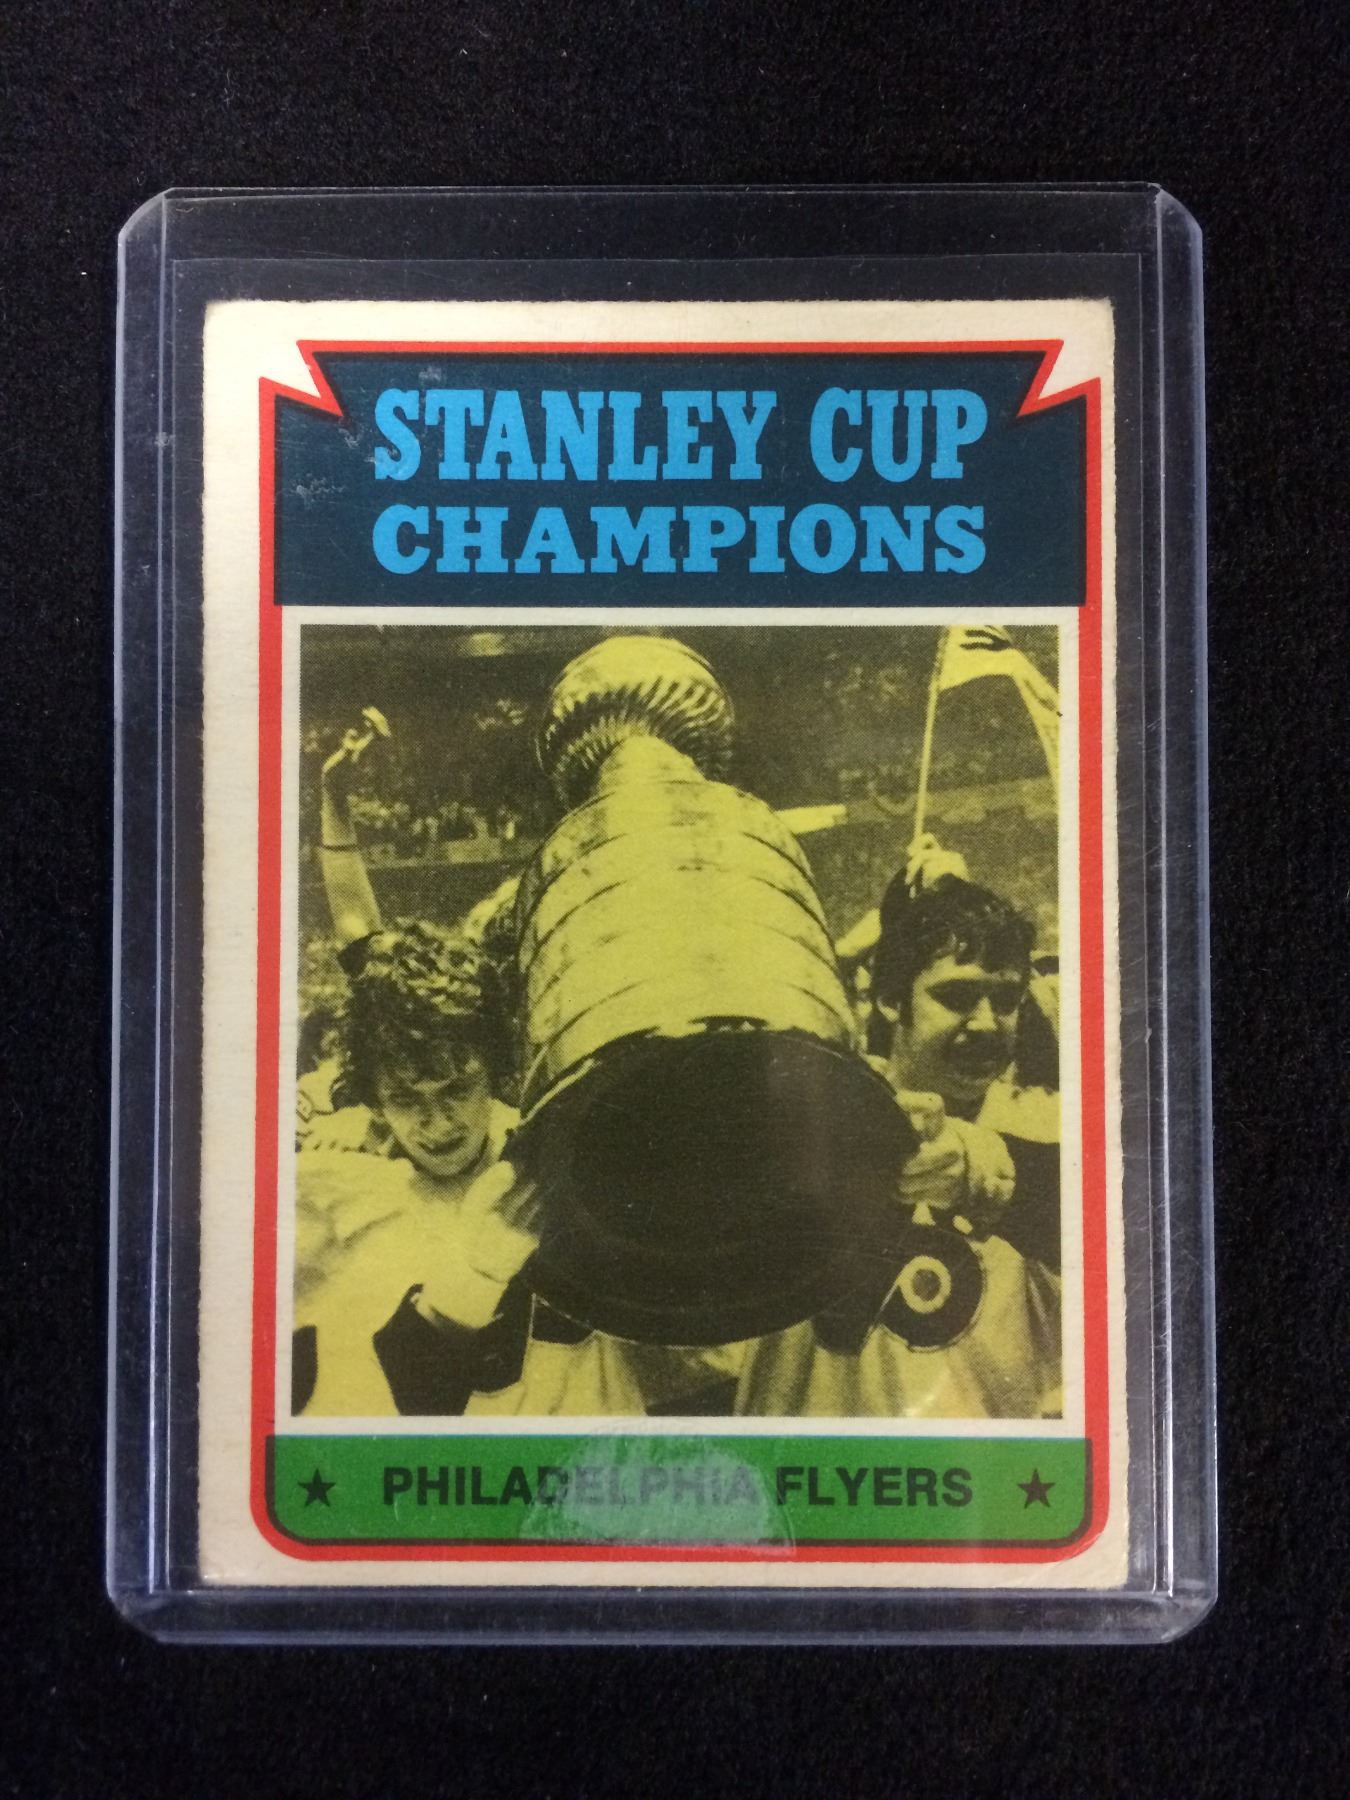 STANLEY CUP
CHAMPIONS
★ PHILADELPHIA FLYERS ★